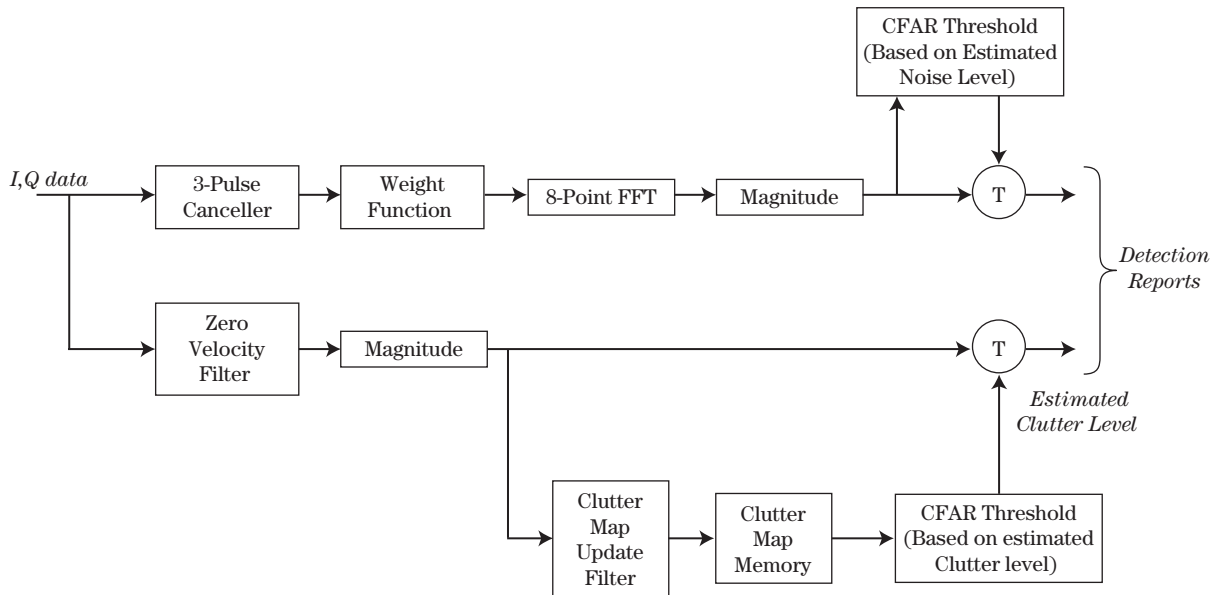 CFAR Threshold
(Based on Estimated
Noise Level)
I,Q data
3-Pulse
Canceller
Weight
Function
8-Point FFT
Magnitude
T
Detection
Reports
Zero
Velocity
Filter
Magnitude
T
Estimated
Clutter Level
Clutter
Map
Update
Filter
Clutter
Map
Memory
CFAR Threshold
(Based on estimated
Clutter level)